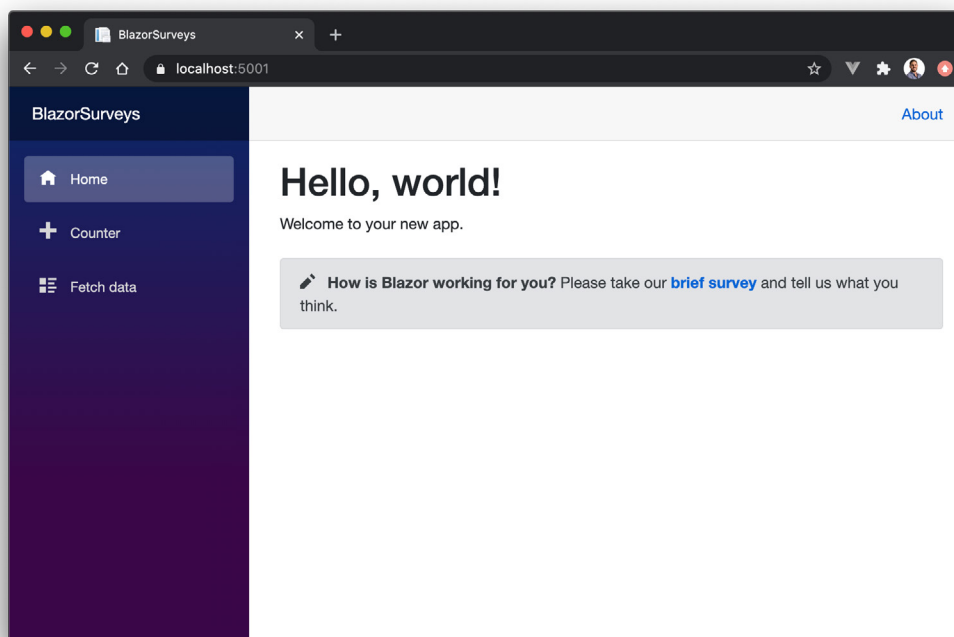 BlazorSurveys
localhost:5001
BlazorSurveys
About
Home
Counter
Fetch data
Hello, world!
Welcome to your new app.
How is Blazor working for you? Please take our brief survey and tell us what you
think.